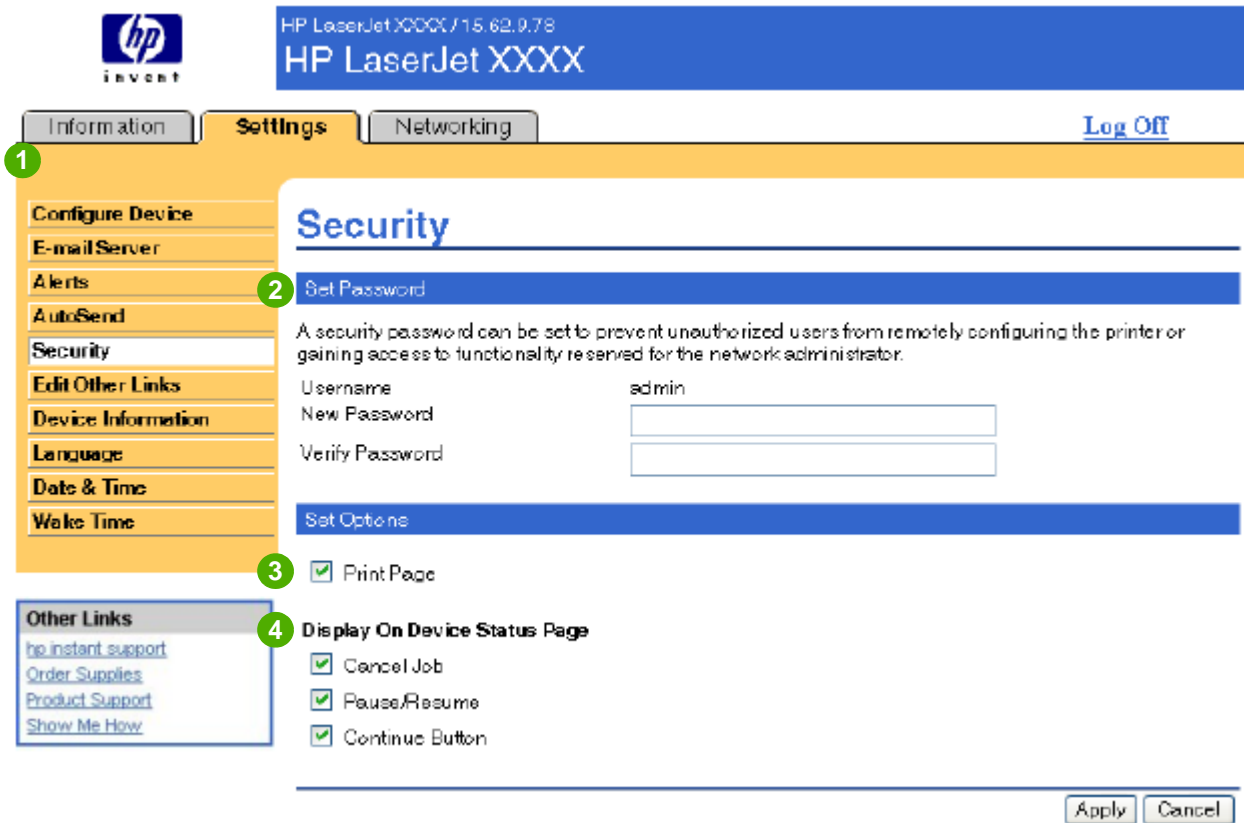 hp
invent
HP LaserJet XXXX / 15.62.9.78
HP LaserJet XXXX
Information
Settings
Networking
Log Off
1
Configure Device
E-mail Server
Alerts
AutoSend
Security
Edit Other Links
Device Information
Language
Date & Time
Wake Time
Other Links
hp instant support
Order Supplies
Product Support
Show Me How
Security
2
Set Password
A security password can be set to prevent unauthorized users from remotely configuring the printer or
gaining access to functionality reserved for the network administrator.
Username admin
New Password
Verify Password
Set Options
3
Print Page
4
Display On Device Status Page
Cancel Job
Pause/Resume
Continue Button
Apply Cancel